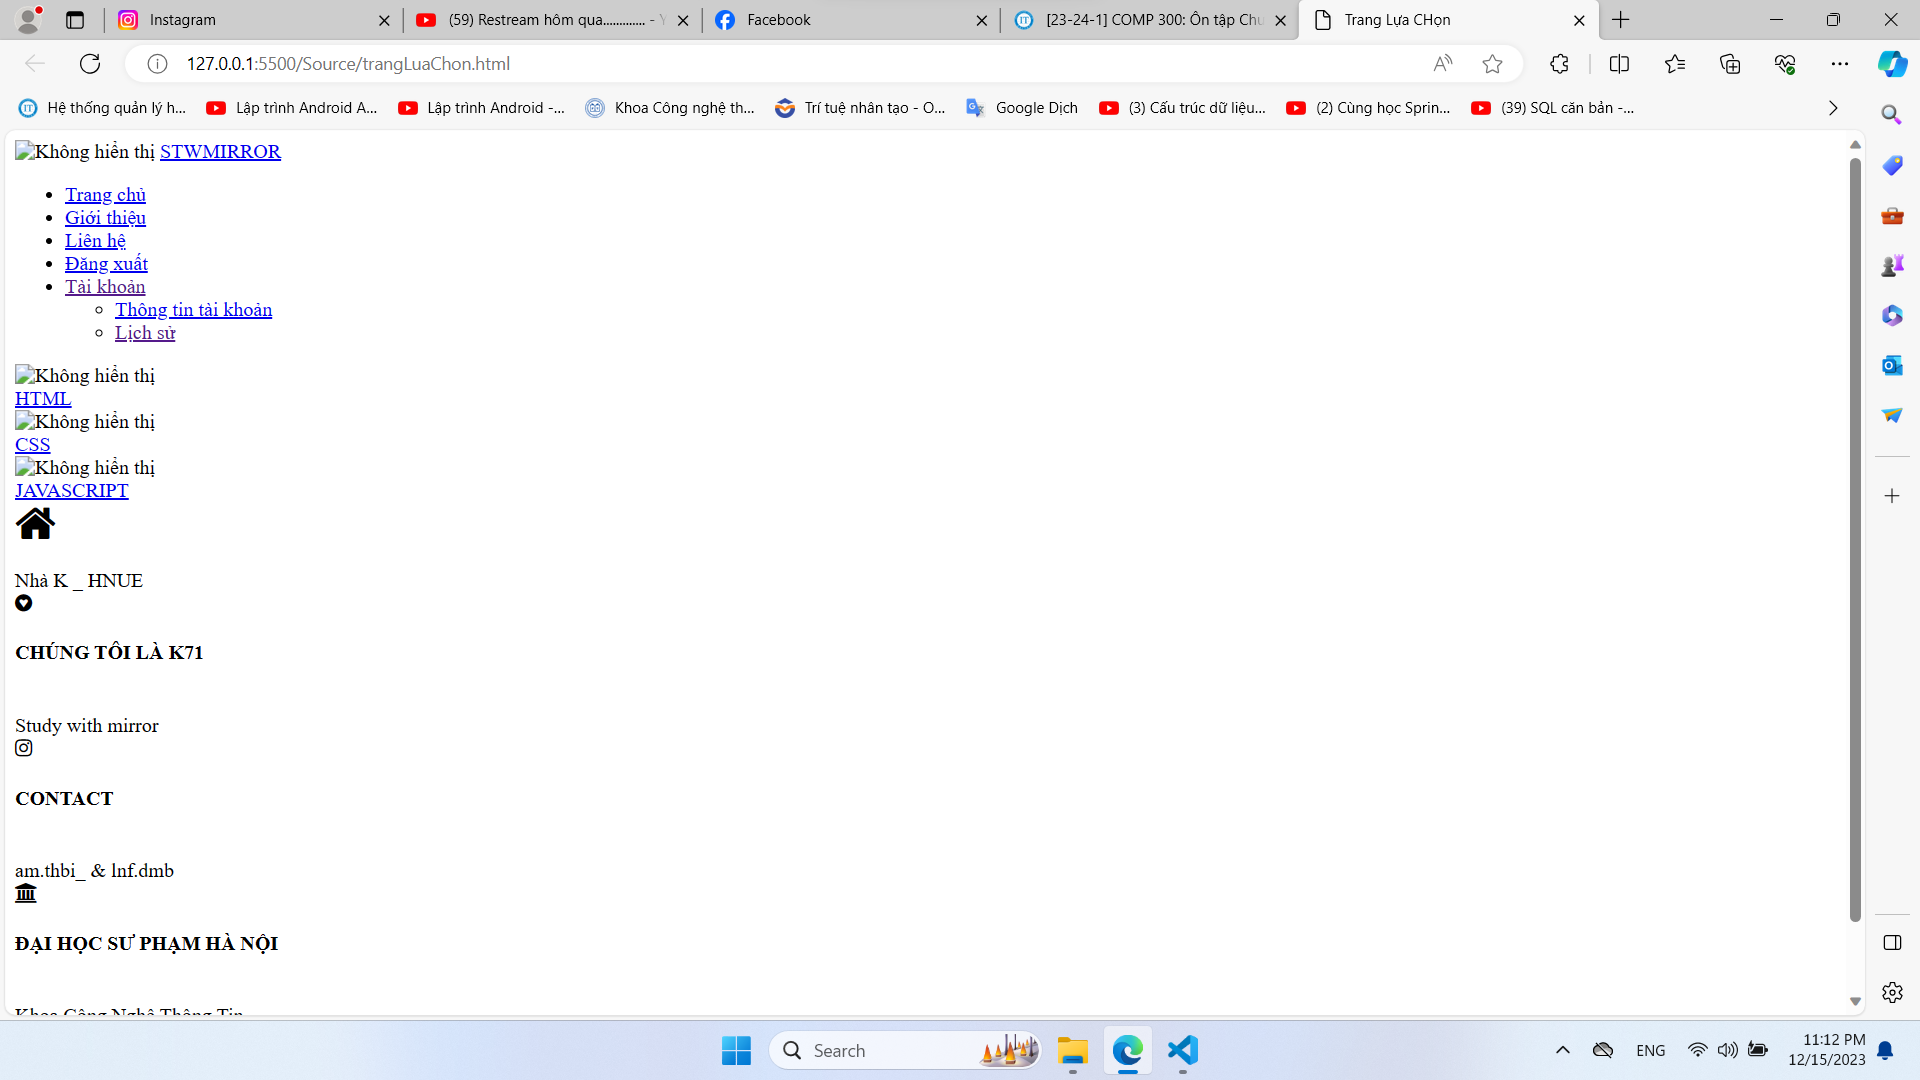 Instagram
(59) Restream hôm qua............. - Y
Facebook
[23-24-1] COMP 300: Ôn tập Chư
Trang Lựa CHọn
127.0.0.1:5500/Source/trangLuaChon.html
Hệ thống quản lý h...
Lập trình Android A...
Lập trình Android -...
Khoa Công nghệ th...
Trí tuệ nhân tạo - O...
Google Dịch
(3) Cấu trúc dữ liệu...
(2) Cùng học Sprin...
(39) SQL căn bản -...
Không hiển thị STWMIRROR
Trang chủ
Giới thiệu
Liên hệ
Đăng xuất
Tài khoản
Thông tin tài khoản
Lịch sử
Không hiển thị
HTML
Không hiển thị
CSS
Không hiển thị
JAVASCRIPT
Nhà K _ HNUE
CHÚNG TÔI LÀ K71
Study with mirror
CONTACT
am.thbi_ & lnf.dmb
ĐẠI HỌC SƯ PHẠM HÀ NỘI
Khoa Công Nghệ Thông Tin
Search
ENG
11:12 PM
12/15/2023